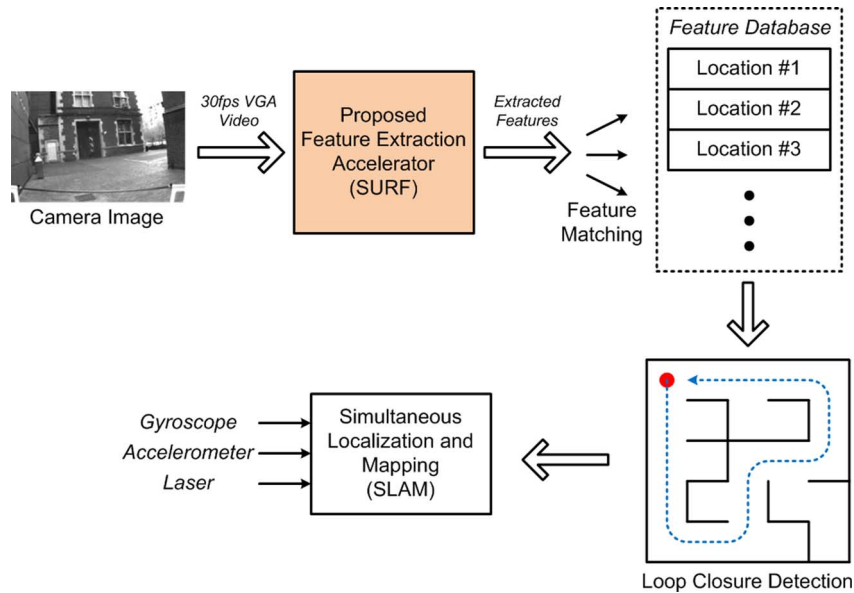 Feature Database
Location #1
Location #2
Location #3
30fps VGA
Video
Proposed
Feature Extraction
Accelerator
(SURF)
Extracted
Features
Camera Image
Feature
Matching
Gyroscope
Accelerometer
Laser
Simultaneous
Localization and
Mapping
(SLAM)
Loop Closure Detection